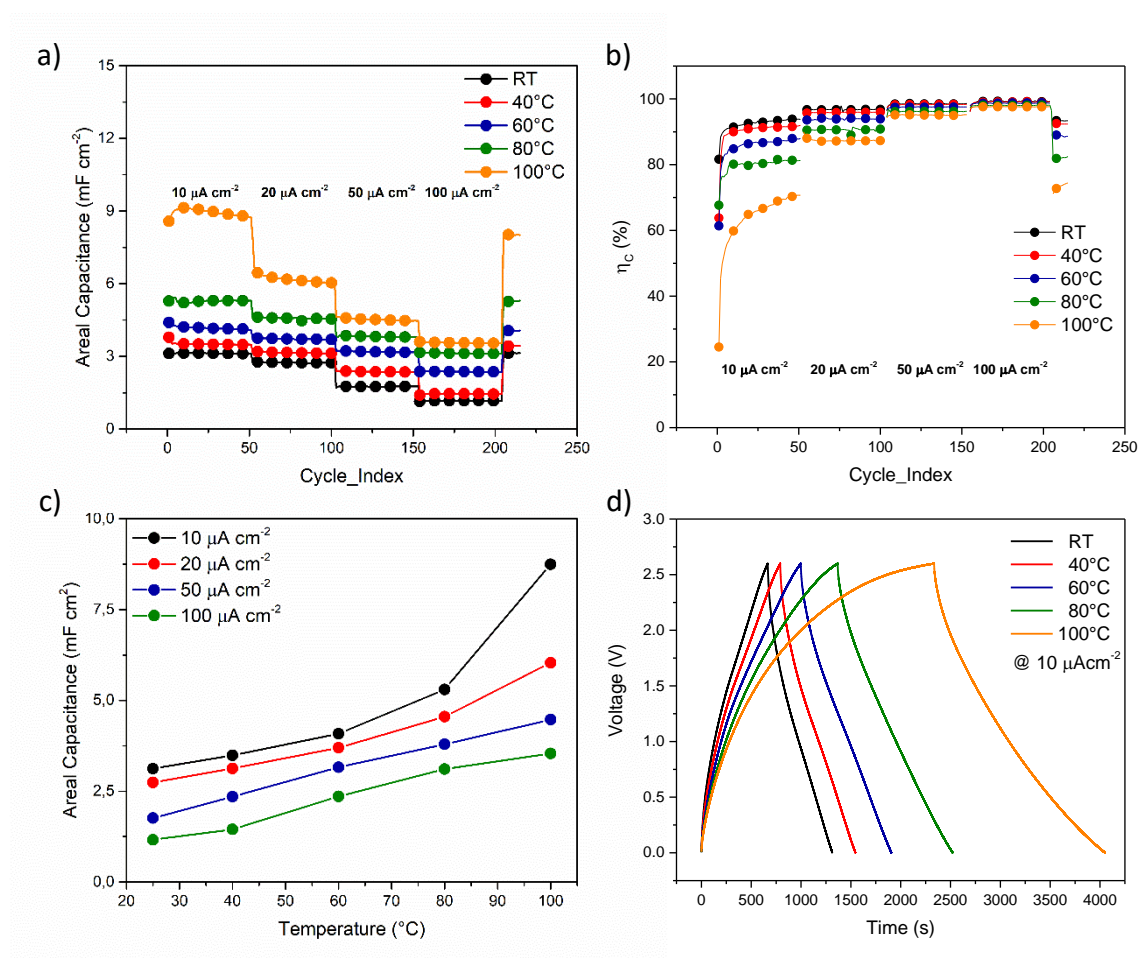 a)
15
12
9
6
3
0
Areal Capacitance (mF cm-2)
RT
40°C
60°C
80°C
100°C
10 μA cm-2 20 μA cm-2 50 μA cm-2 100 μA cm-2
0 50 100 150 200 250
Cycle_Index
b)
100
80
60
40
20
0
ηC (%)
RT
40°C
60°C
80°C
100°C
10 μA cm-2 20 μA cm-2 50 μA cm-2 100 μA cm-2
0 50 100 150 200 250
Cycle_Index
c)
10,0
7,5
5,0
2,5
0,0
Areal Capacitance (mF cm2)
10 μA cm-2
20 μA cm-2
50 μA cm-2
100 μA cm-2
20 30 40 50 60 70 80 90 100
Temperature (°C)
d)
3.0
2.5
2.0
1.5
1.0
0.5
0.0
Voltage (V)
RT
40°C
60°C
80°C
100°C
@ 10 μAcm-2
0 500 1000 1500 2000 2500 3000 3500 4000
Time (s)